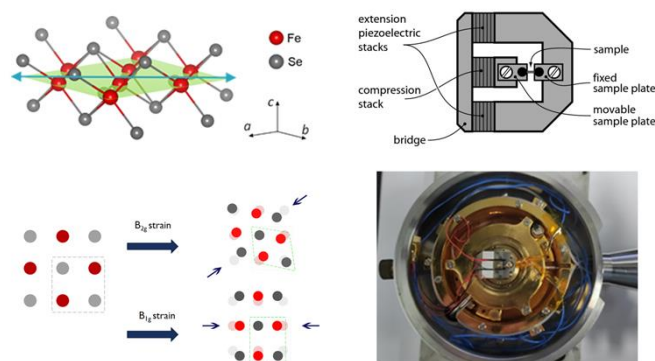 Fe
Se
c
a
b
extension
piezoelectric
stacks
compression
stack
bridge
sample
fixed
sample plate
movable
sample plate
B2g strain
B1g strain